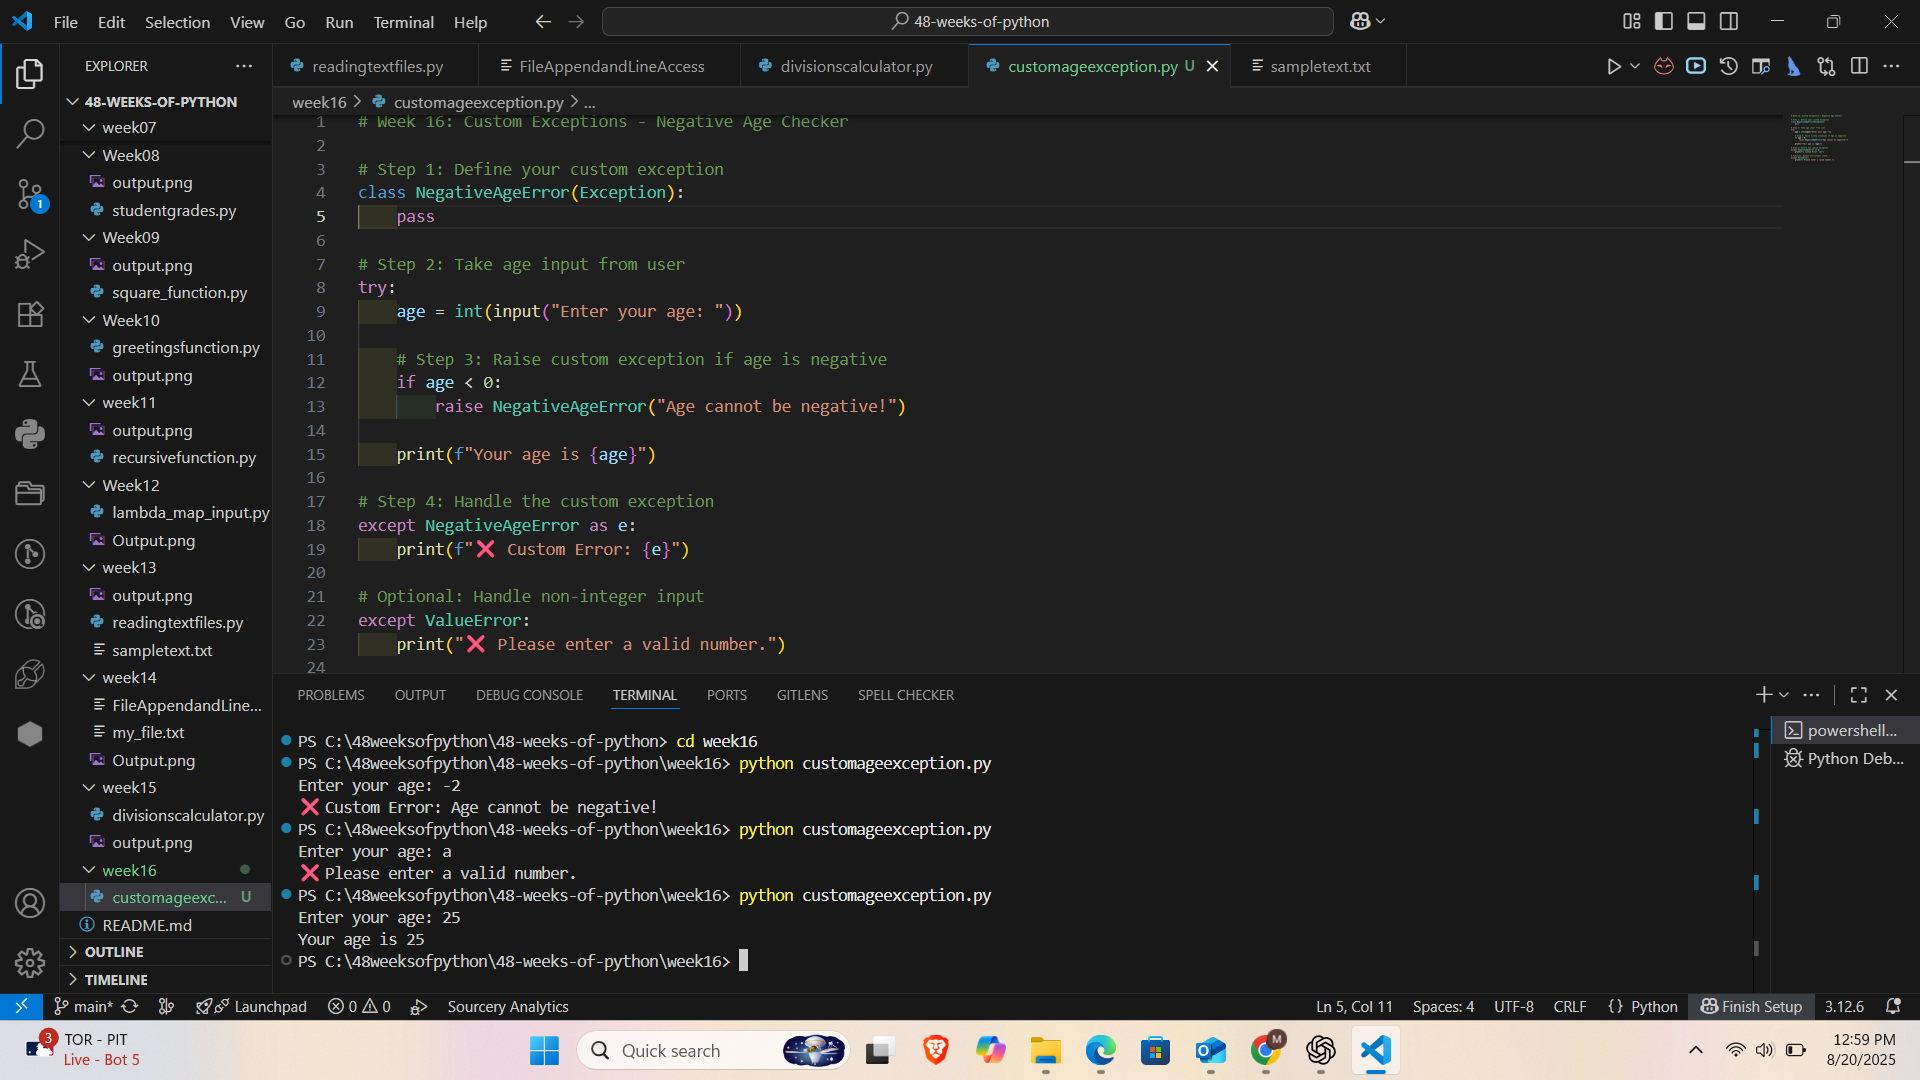 File Edit Selection View Go Run Terminal Help
48-weeks-of-python
EXPLORER
48-WEEKS-OF-PYTHON
week07
Week08
output.png
studentgrades.py
Week09
output.png
square_function.py
Week10
greetingsfunction.py
output.png
week11
output.png
recursivefunction.py
Week12
lambda_map_input.py
Output.png
week13
output.png
readingtextfiles.py
sampletext.txt
week14
FileAppendandLine...
my_file.txt
Output.png
week15
divisionscalculator.py
output.png
week16
customageexc... U
README.md
OUTLINE
TIMELINE
readingtextfiles.py FileAppendandLineAccess divisionscalculator.py customageexception.py U sampletext.txt
week16 > customageexception.py > ...
1 # Week 16: Custom Exceptions - Negative Age Checker
2
3 # Step 1: Define your custom exception
4 class NegativeAgeError(Exception):
5     pass
6
7 # Step 2: Take age input from user
8 try:
9     age = int(input("Enter your age: "))
10
11     # Step 3: Raise custom exception if age is negative
12     if age < 0:
13         raise NegativeAgeError("Age cannot be negative!")
14
15     print(f"Your age is {age}")
16
17 # Step 4: Handle the custom exception
18 except NegativeAgeError as e:
19     print(f"❌ Custom Error: {e}")
20
21 # Optional: Handle non-integer input
22 except ValueError:
23     print("❌ Please enter a valid number.")
24
PROBLEMS OUTPUT DEBUG CONSOLE TERMINAL PORTS GITLENS SPELL CHECKER
PS C:\48weeksofpython\48-weeks-of-python> cd week16
PS C:\48weeksofpython\48-weeks-of-python\week16> python customageexception.py
Enter your age: -2
❌ Custom Error: Age cannot be negative!
PS C:\48weeksofpython\48-weeks-of-python\week16> python customageexception.py
Enter your age: a
❌ Please enter a valid number.
PS C:\48weeksofpython\48-weeks-of-python\week16> python customageexception.py
Enter your age: 25
Your age is 25
PS C:\48weeksofpython\48-weeks-of-python\week16>
powershell...
Python Deb...
1
main* Launchpad 0 0 Sourcery Analytics
Ln 5, Col 11 Spaces: 4 UTF-8 CRLF {} Python Finish Setup 3.12.6
3
TOR - PIT
Live - Bot 5
Quick search
M
12:59 PM
8/20/2025